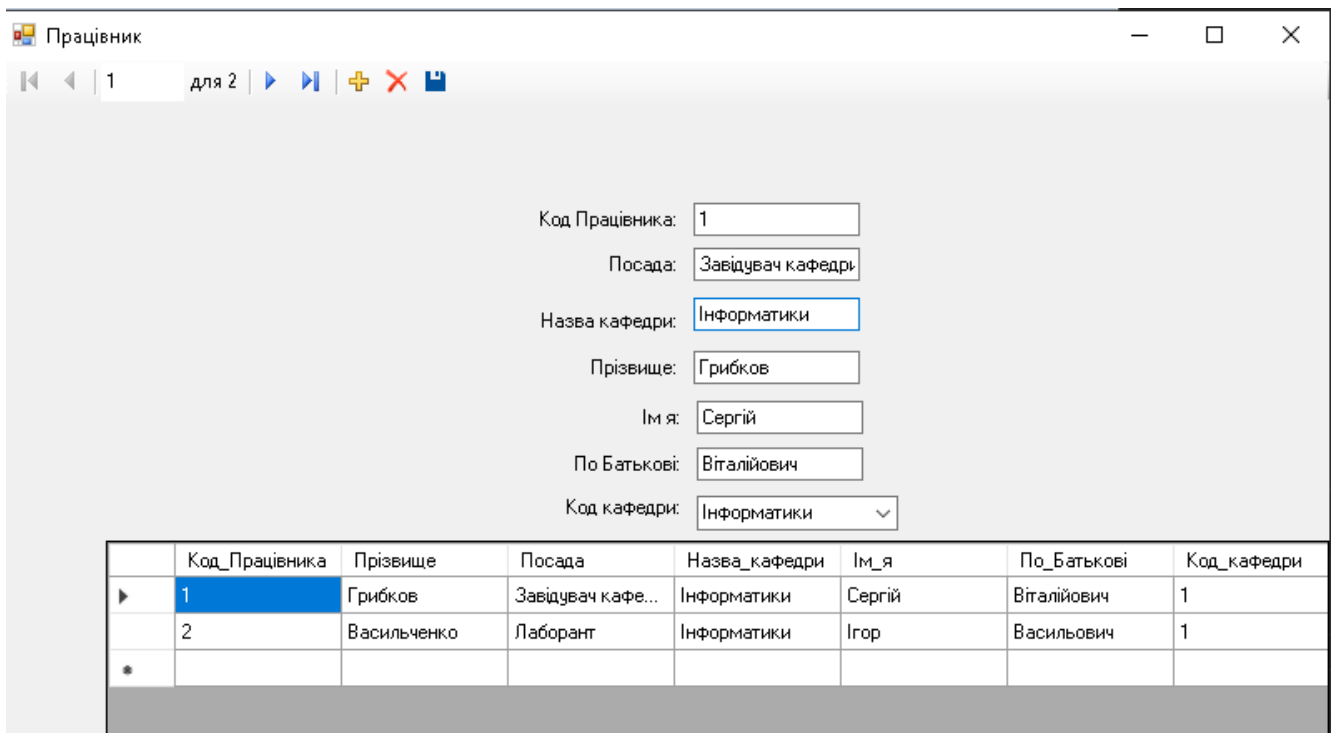 Працівник
1 для 2
Код Працівника: 1
Посада: Завідувач кафедри
Назва кафедри: Інформатики
Прізвище: Грибков
Ім я: Сергій
По Батькові: Віталійович
Код кафедри: Інформатики
Код_Працівника Прізвище Посада Назва_кафедри Ім_я По_Батькові Код_кафедри
1 Грибков Завідувач кафе... Інформатики Сергій Віталійович 1
2 Васильченко Лаборант Інформатики Ігор Васильович 1